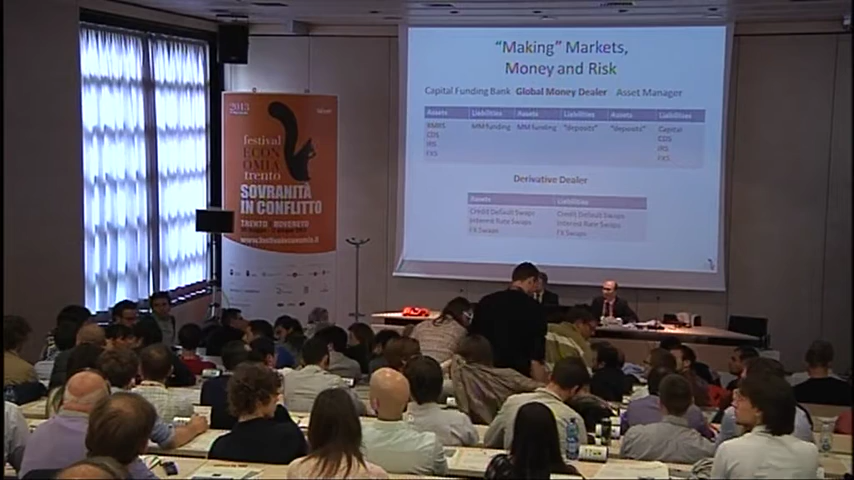 "Making" Markets,
Money and Risk
Capital Funding Bank Global Money Dealer Asset Manager
Assets Liabilities Assets Liabilities Assets Liabilities
RMBS MM funding MM funding "deposits" "deposits" Capital
CDS CDS
IRS IRS
FXS FXS
Derivative Dealer
Assets Liabilities
Credit Default Swaps Credit Default Swaps
Interest Rate Swaps Interest Rate Swaps
FX Swaps FX Swaps
2013
festival
ECON
OMIA
trento
SOVRANITÀ
IN CONFLITTO
TRENTO ROVERETO
www.festivaleconomia.it